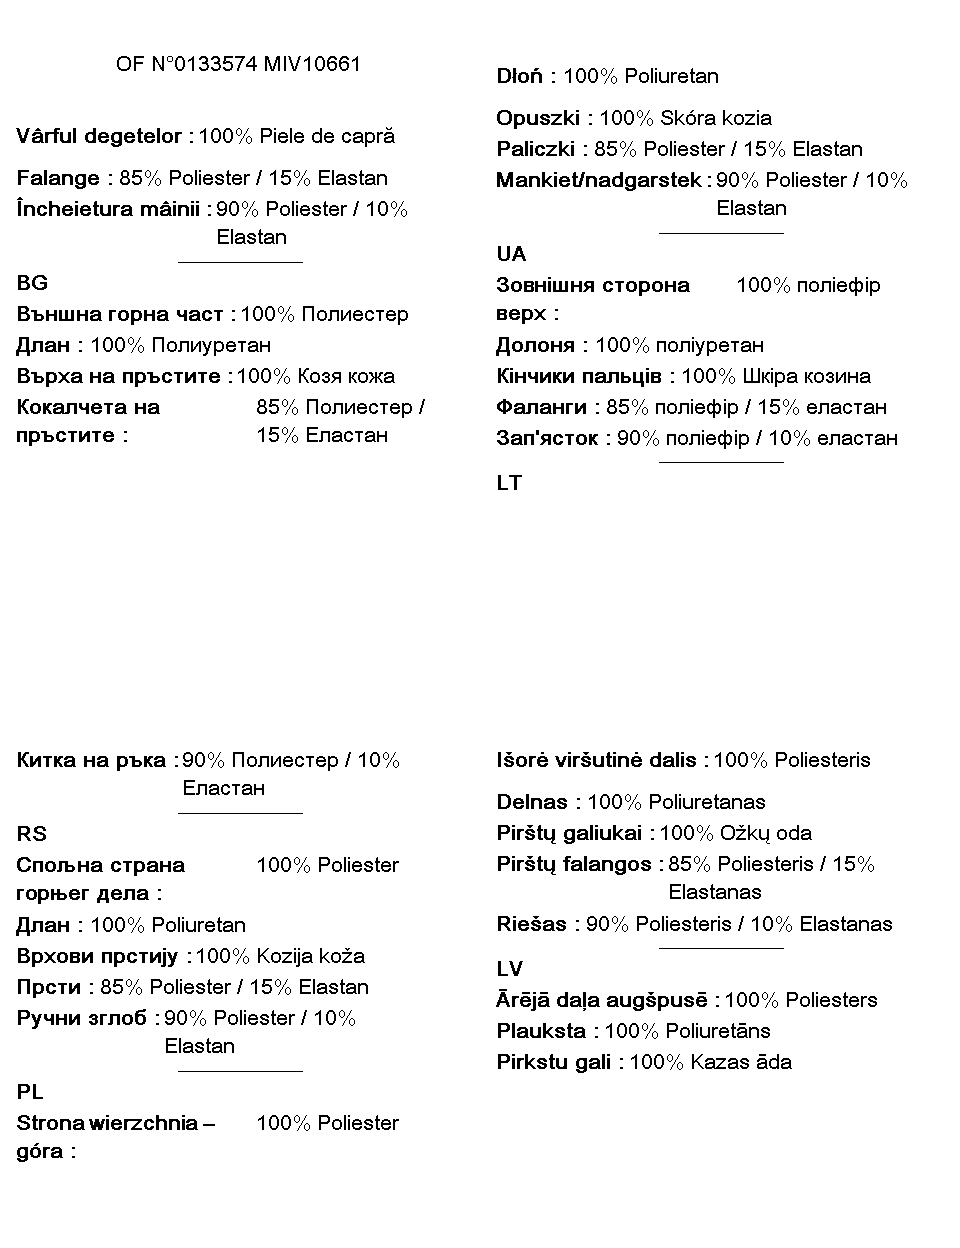 OF N°0133574 MIV10661
Vârful degetelor : 100% Piele de capră
Falange : 85% Poliester / 15% Elastan
Încheietura mâinii : 90% Poliester / 10%
Elastan
BG
Външна горна част : 100% Полиестер
Длан : 100% Полиуретан
Върха на пръстите : 100% Козя кожа
Кокалчета на 85% Полиестер /
пръстите : 15% Еластан
Китка на ръка : 90% Полиестер / 10%
Еластан
RS
Спољна страна 100% Poliester
горњег дела :
Длан : 100% Poliuretan
Врхови прстију : 100% Kozija koža
Прсти : 85% Poliester / 15% Elastan
Ручни зглоб : 90% Poliester / 10%
Elastan
PL
Strona wierzchnia – 100% Poliester
góra :
Dłoń : 100% Poliuretan
Opuszki : 100% Skóra kozia
Paliczki : 85% Poliester / 15% Elastan
Mankiet/nadgarstek : 90% Poliester / 10%
Elastan
UA
Зовнішня сторона 100% поліефір
верх :
Долоня : 100% поліуретан
Кінчики пальців : 100% Шкіра козина
Фаланги : 85% поліефір / 15% еластан
Зап'ясток : 90% поліефір / 10% еластан
LT
Išorė viršutinė dalis : 100% Poliesteris
Delnas : 100% Poliuretanas
Pirštų galiukai : 100% Ožkų oda
Pirštų falangos : 85% Poliesteris / 15%
Elastanas
Riešas : 90% Poliesteris / 10% Elastanas
LV
Ārējā daļa augšpusē : 100% Poliesters
Plauksta : 100% Poliuretāns
Pirkstu gali : 100% Kazas āda